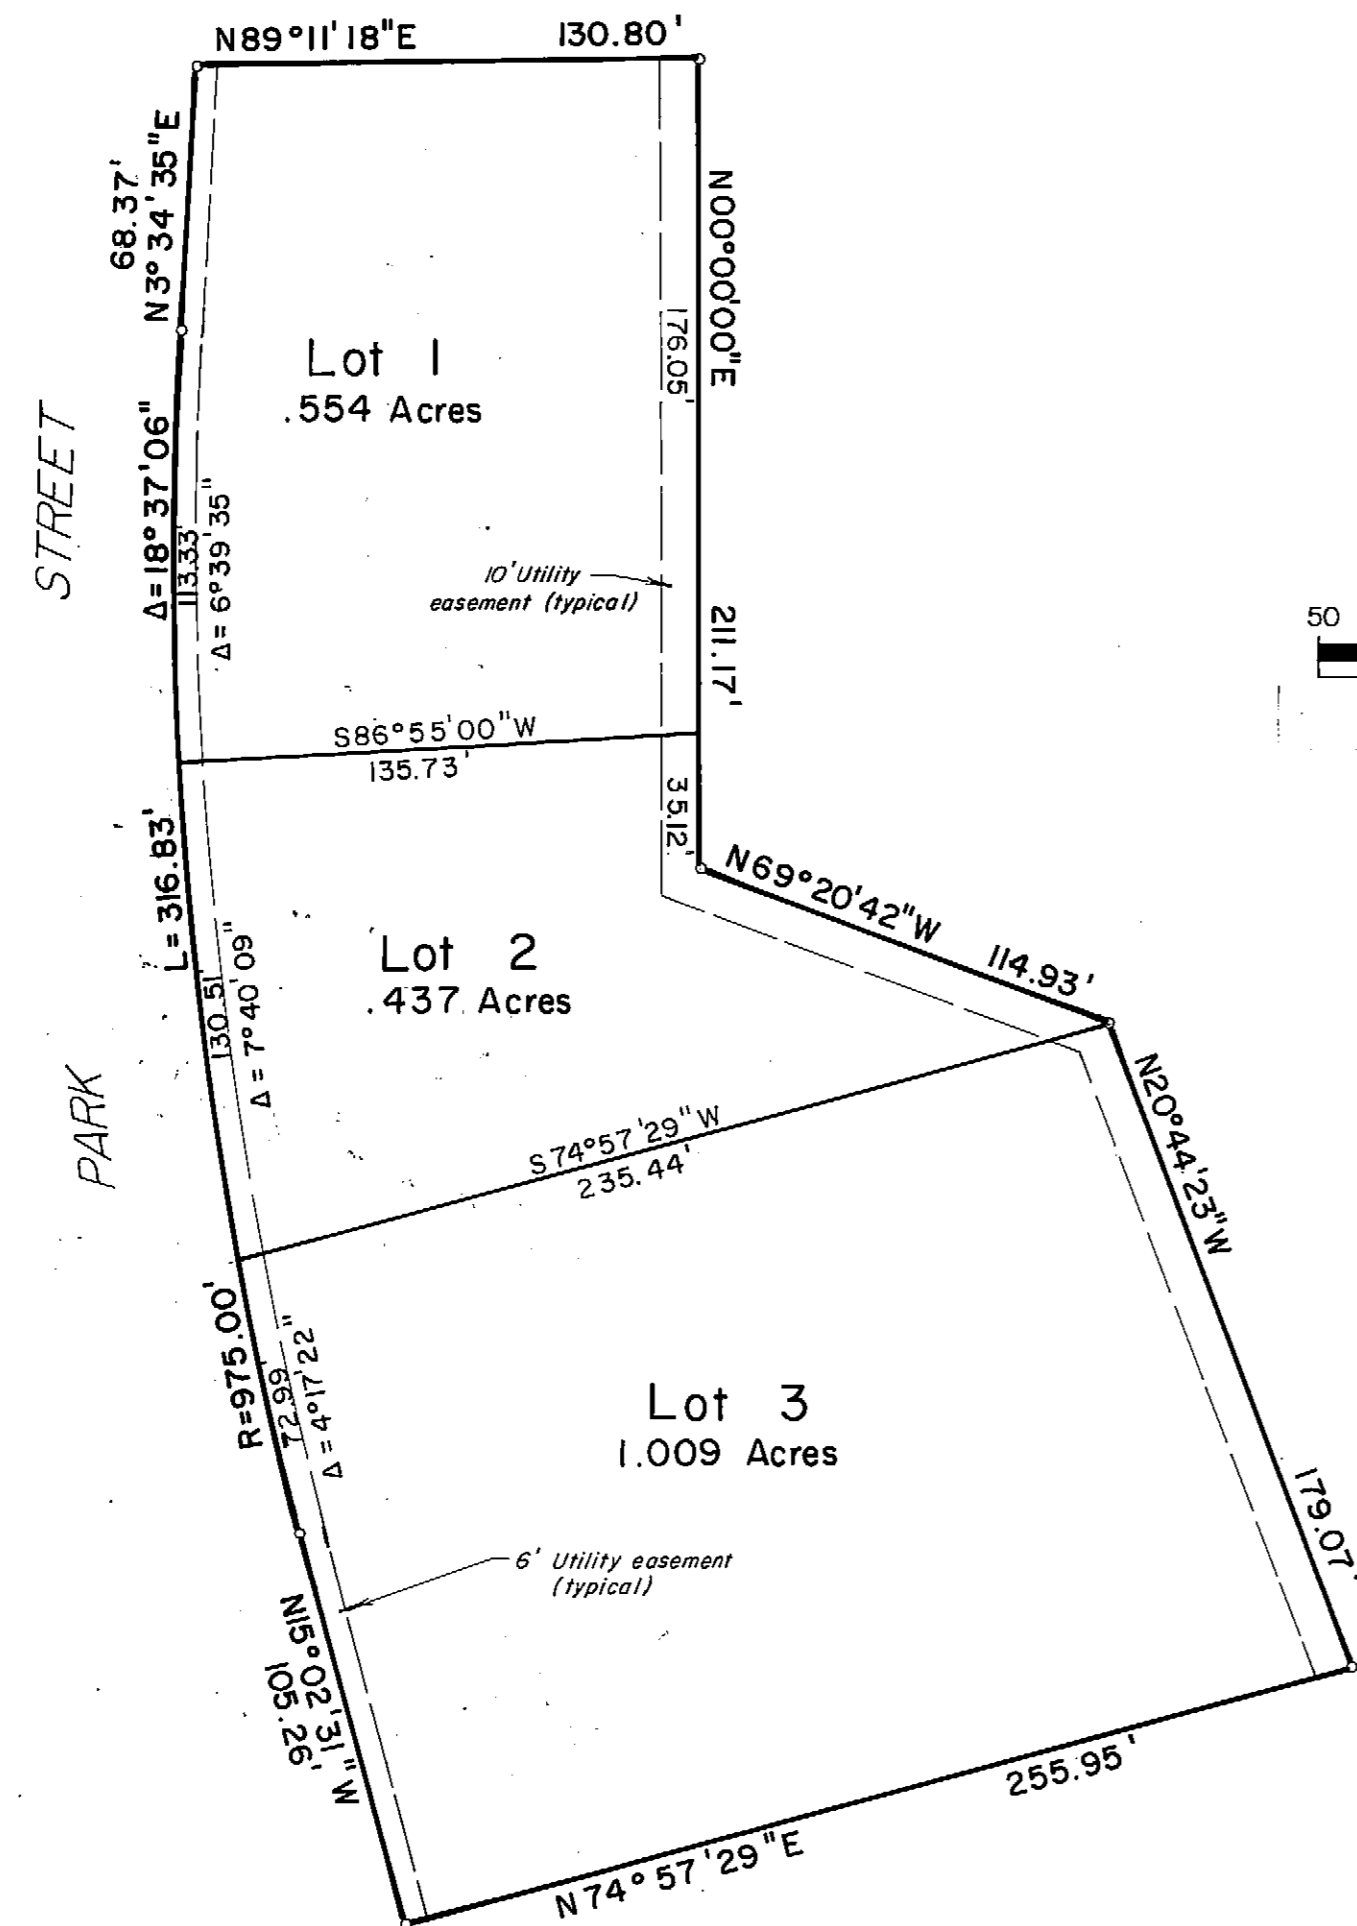 N89°11'18"E 130.80'
68.37'
N3°34'35"E
N00°00'00"E
176.05'
Lot 1
.554 Acres
STREET
Δ=18°37'06"
113.33'
Δ=6°39'35"
10' Utility
easement (typical)
211.17'
50
S86°55'00"W
135.73'
35.12'
L=316.83'
N69°20'42"W 114.93'
Lot 2
.437 Acres
130.51'
Δ=7°40'09"
PARK
S74°57'29"W
235.44'
N20°44'23"W
179.07'
R=975.00'
72.99'
Δ=4°17'22"
Lot 3
1.009 Acres
6' Utility easement
(typical)
N15°02'31"W
105.26'
N74°57'29"E 255.95'